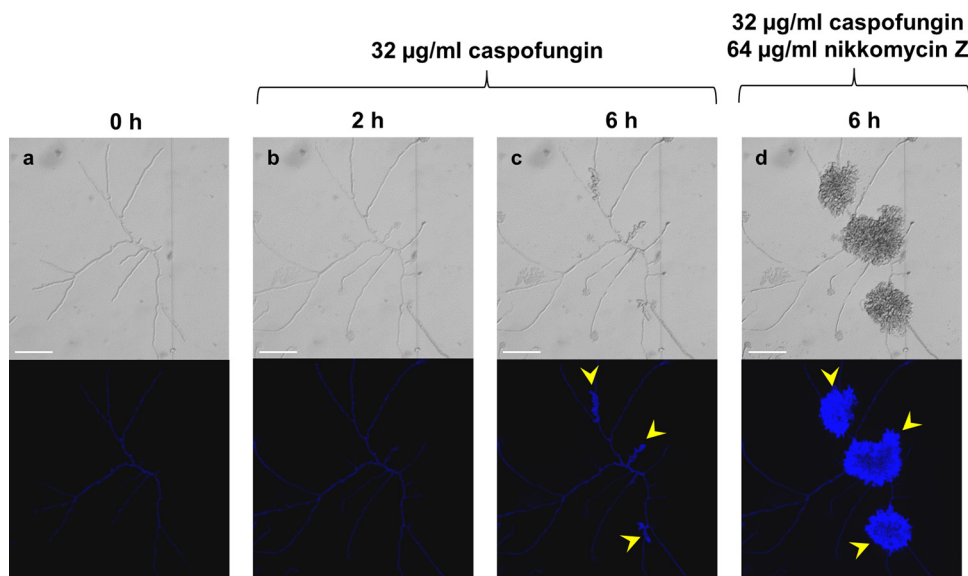 32 µg/ml caspofungin
32 µg/ml caspofungin
64 µg/ml nikkomycin Z
0 h
2 h
6 h
6 h
a
b
c
d